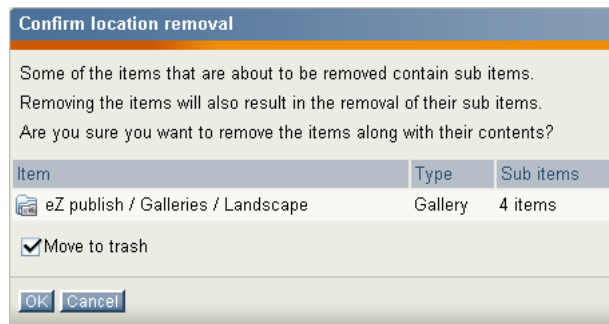 Confirm location removal
Some of the items that are about to be removed contain sub items.
Removing the items will also result in the removal of their sub items.
Are you sure you want to remove the items along with their contents?
Item Type Sub items
eZ publish / Galleries / Landscape Gallery 4 items
Move to trash
OK Cancel